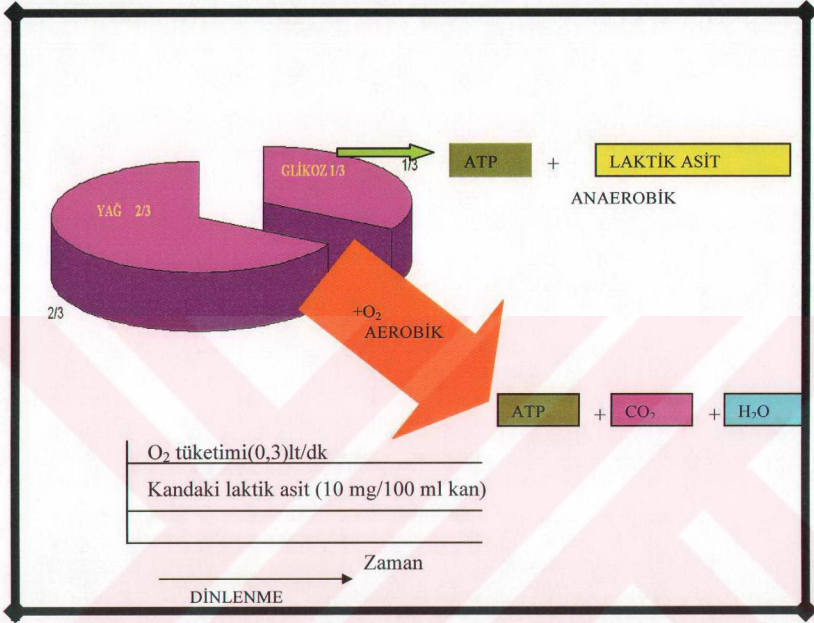 GLİKOZ 1/3
1/3
YAĞ 2/3
2/3
ATP + LAKTİK ASİT
ANAEROBİK
+O₂
AEROBİK
ATP + CO₂ + H₂O
O₂ tüketimi(0,3)lt/dk
Kandaki laktik asit (10 mg/100 ml kan)
Zaman
DİNLENME